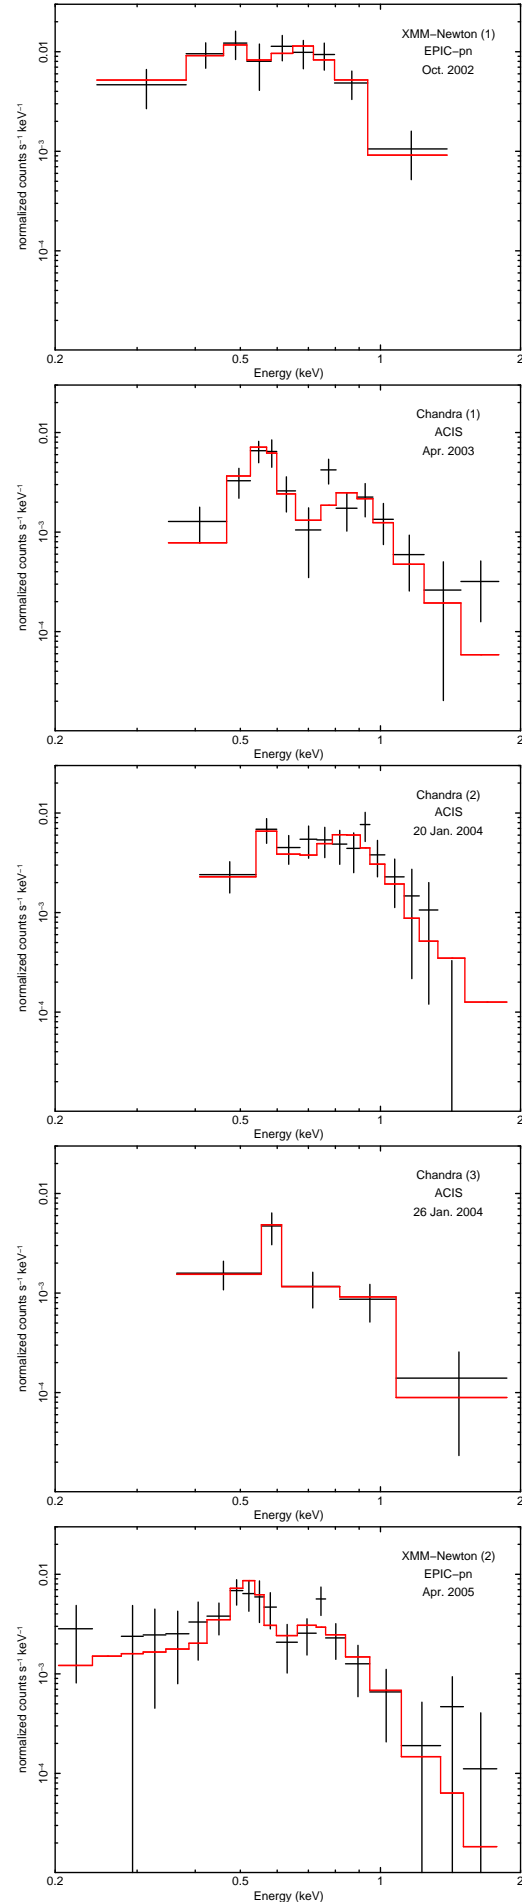 XMM−Newton (1)
EPIC−pn
Oct. 2002
normalized counts s⁻¹ keV⁻¹
0.01
10⁻³
10⁻⁴
0.2 0.5 1 2
Energy (keV)
Chandra (1)
ACIS
Apr. 2003
normalized counts s⁻¹ keV⁻¹
0.01
10⁻³
10⁻⁴
0.2 0.5 1 2
Energy (keV)
Chandra (2)
ACIS
20 Jan. 2004
normalized counts s⁻¹ keV⁻¹
0.01
10⁻³
10⁻⁴
0.2 0.5 1 2
Energy (keV)
Chandra (3)
ACIS
26 Jan. 2004
normalized counts s⁻¹ keV⁻¹
0.01
10⁻³
10⁻⁴
0.2 0.5 1 2
Energy (keV)
XMM−Newton (2)
EPIC−pn
Apr. 2005
normalized counts s⁻¹ keV⁻¹
0.01
10⁻³
10⁻⁴
0.2 0.5 1 2
Energy (keV)